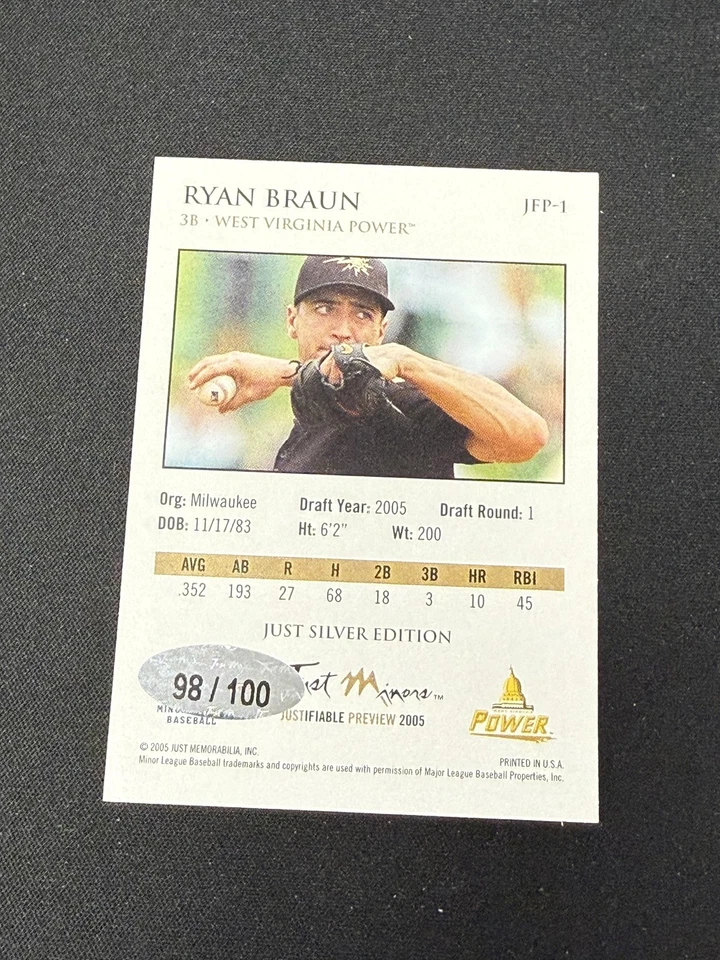 RYAN BRAUN
JFP-1
3B · WEST VIRGINIA POWER™
Org: Milwaukee Draft Year: 2005 Draft Round: 1
DOB: 11/17/83 Ht: 6'2" Wt: 200
AVG AB R H 2B 3B HR RBI
.352 193 27 68 18 3 10 45
JUST SILVER EDITION
98 / 100
Just Minors™
BASEBALL
JUSTIFIABLE PREVIEW 2005
POWER
© 2005 JUST MEMORABILIA, INC.
PRINTED IN U.S.A.
Minor League Baseball trademarks and copyrights are used with permission of Major League Baseball Properties, Inc.